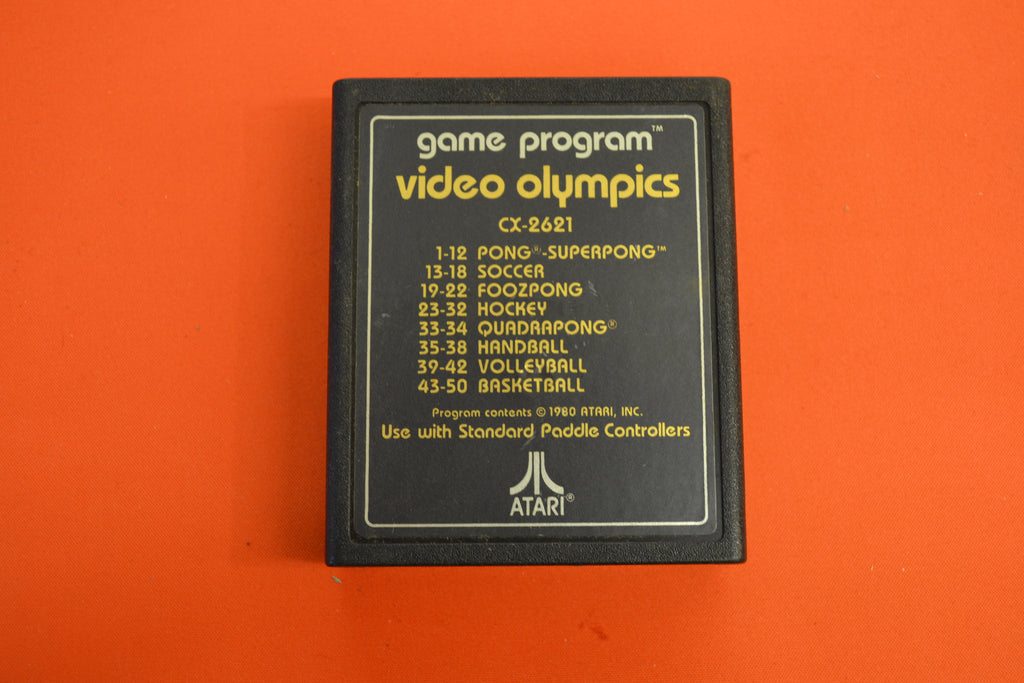 game program™
video olympics
CX-2621
1-12 PONG®-SUPERPONG™
13-18 SOCCER
19-22 FOOZPONG
23-32 HOCKEY
33-34 QUADRAPONG®
35-38 HANDBALL
39-42 VOLLEYBALL
43-50 BASKETBALL
Program contents © 1980 ATARI, INC.
Use with Standard Paddle Controllers
ATARI®